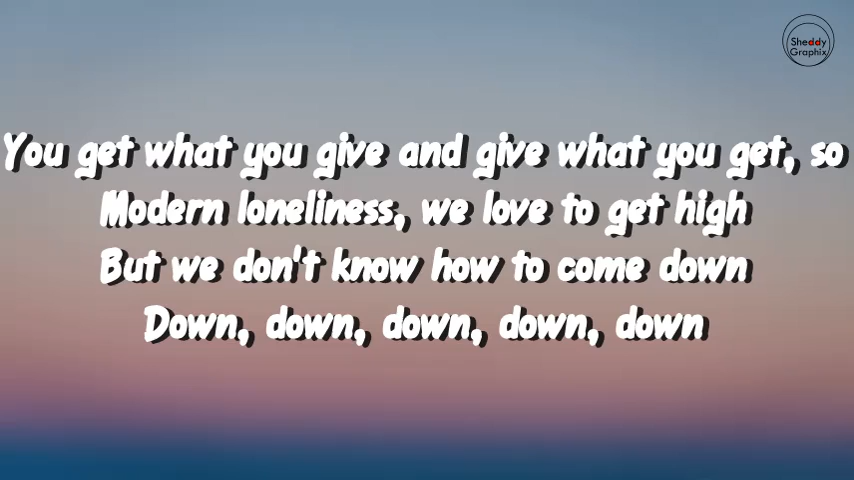 Sheddy
Graphix
You get what you give and give what you get, so
Modern loneliness, we love to get high
But we don't know how to come down
Down, down, down, down, down